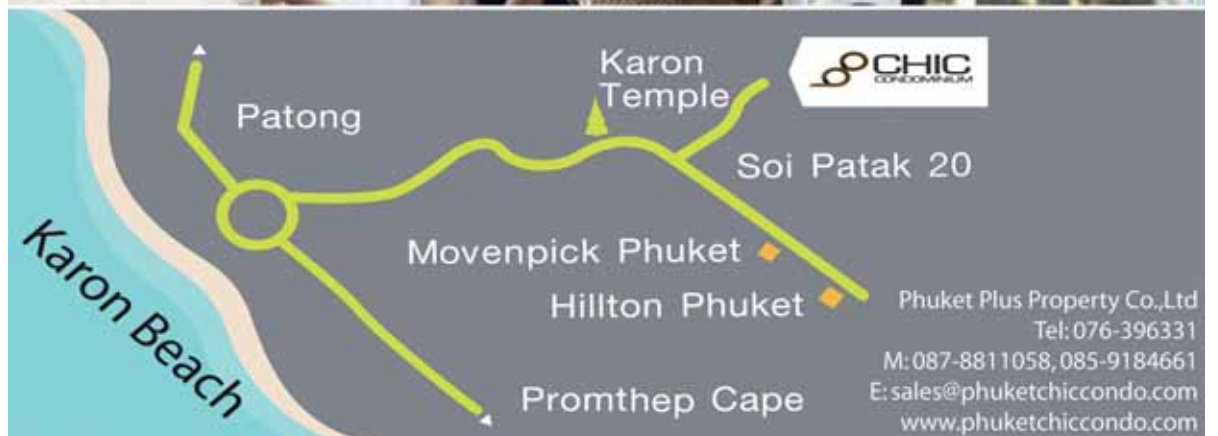 Karon
Temple
CHIC
CONDOMINIUM
Patong
Soi Patak 20
Movenpick Phuket
Hillton Phuket
Karon Beach
Promthep Cape
Phuket Plus Property Co.,Ltd
Tel: 076-396331
M: 087-8811058, 085-9184661
E: sales@phuketchiccondo.com
www.phuketchiccondo.com